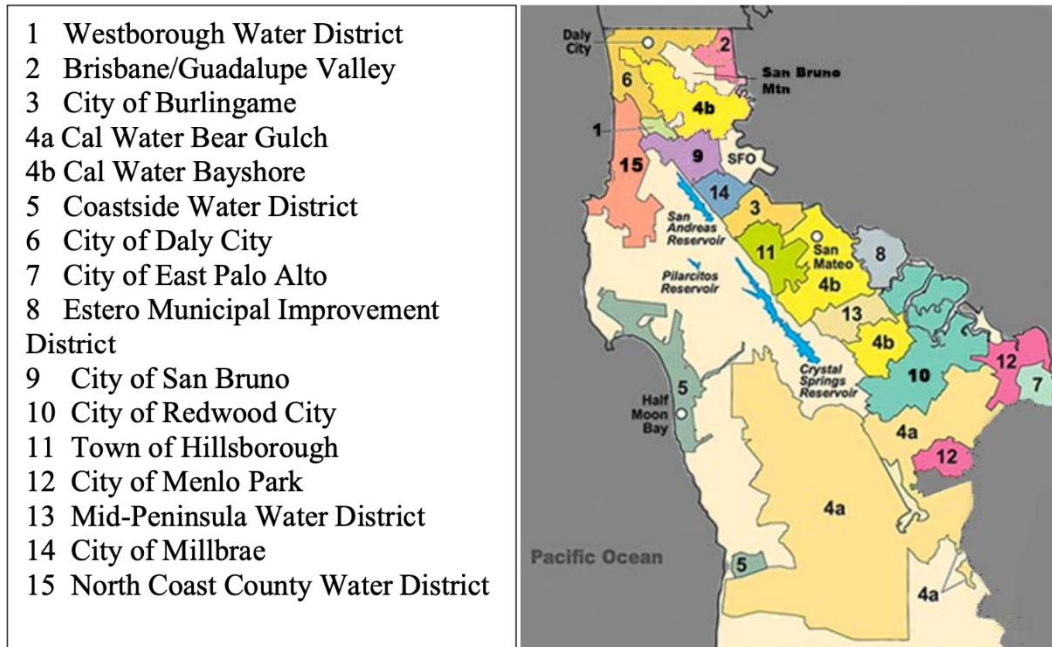 1 Westborough Water District
2 Brisbane/Guadalupe Valley
3 City of Burlingame
4a Cal Water Bear Gulch
4b Cal Water Bayshore
5 Coastside Water District
6 City of Daly City
7 City of East Palo Alto
8 Estero Municipal Improvement
District
9 City of San Bruno
10 City of Redwood City
11 Town of Hillsborough
12 City of Menlo Park
13 Mid-Peninsula Water District
14 City of Millbrae
15 North Coast County Water District
Daly
City
2
San Bruno
Mtn
6
4b
1
15
9
SFO
14
3
San
Andreas
Reservoir
11
San
Mateo
8
Pilarcitos
Reservoir
4b
13
4b
12
7
10
Crystal
Springs
Reservoir
5
Half
Moon
Bay
4a
12
4a
Pacific Ocean
5
4a